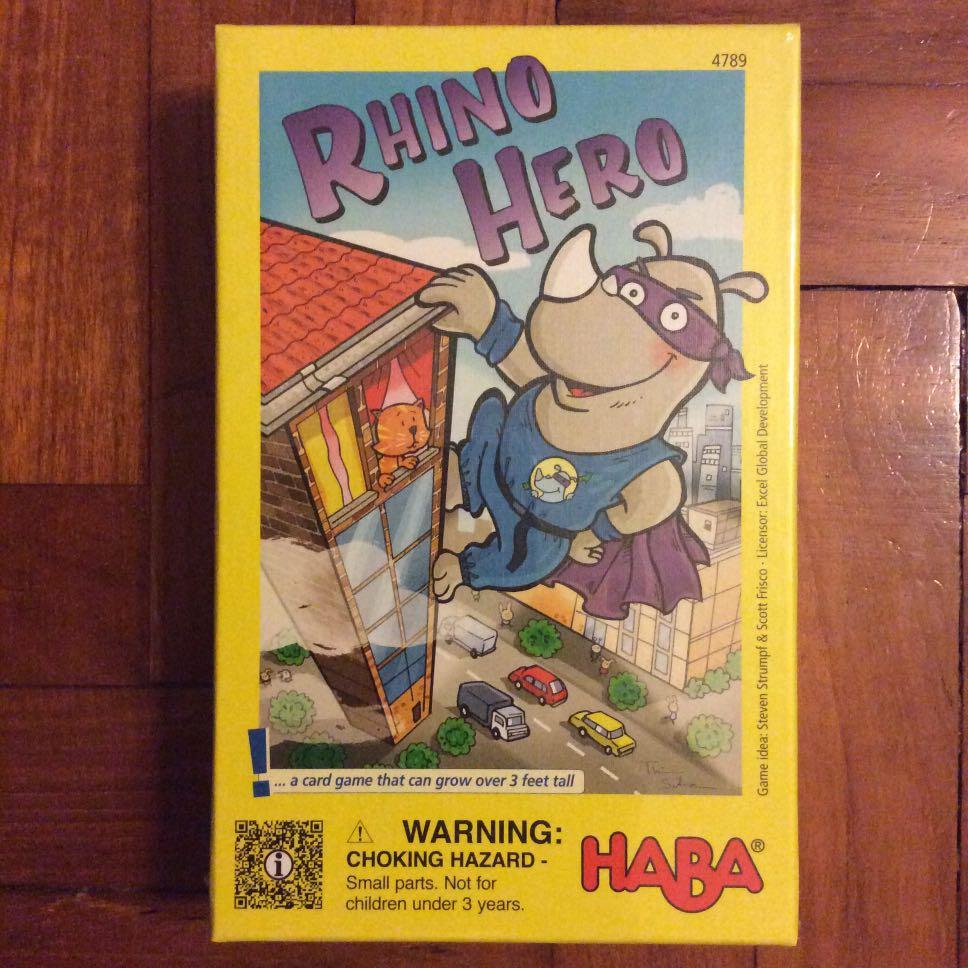 4789
RHINO
HERO
Game idea: Steven Strumpf & Scott Frisco · Licensor: Excel Global Development
! ... a card game that can grow over 3 feet tall
i
⚠ WARNING:
CHOKING HAZARD -
Small parts. Not for
children under 3 years.
HABA®